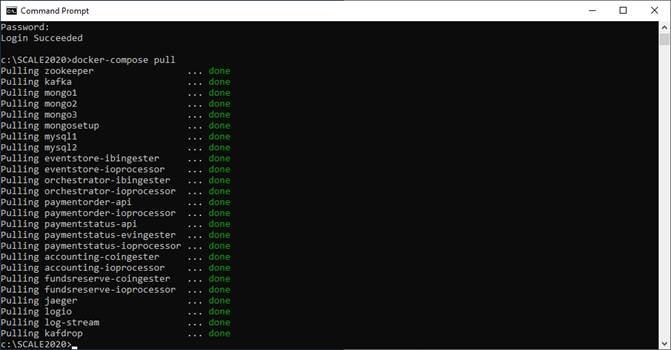 Command Prompt
Password:
Login Succeeded
c:\SCALE2020>docker-compose pull
Pulling zookeeper ... done
Pulling kafka ... done
Pulling mongo1 ... done
Pulling mongo2 ... done
Pulling mongo3 ... done
Pulling mongosetup ... done
Pulling mysql1 ... done
Pulling mysql2 ... done
Pulling eventstore-ibingester ... done
Pulling eventstore-ioprocessor ... done
Pulling orchestrator-ibingester ... done
Pulling orchestrator-ioprocessor ... done
Pulling paymentorder-api ... done
Pulling paymentorder-ioprocessor ... done
Pulling paymentstatus-api ... done
Pulling paymentstatus-evingester ... done
Pulling paymentstatus-ioprocessor ... done
Pulling accounting-coingester ... done
Pulling accounting-ioprocessor ... done
Pulling fundsreserve-coingester ... done
Pulling fundsreserve-ioprocessor ... done
Pulling jaeger ... done
Pulling logio ... done
Pulling log-stream ... done
Pulling kafdrop ... done
c:\SCALE2020>